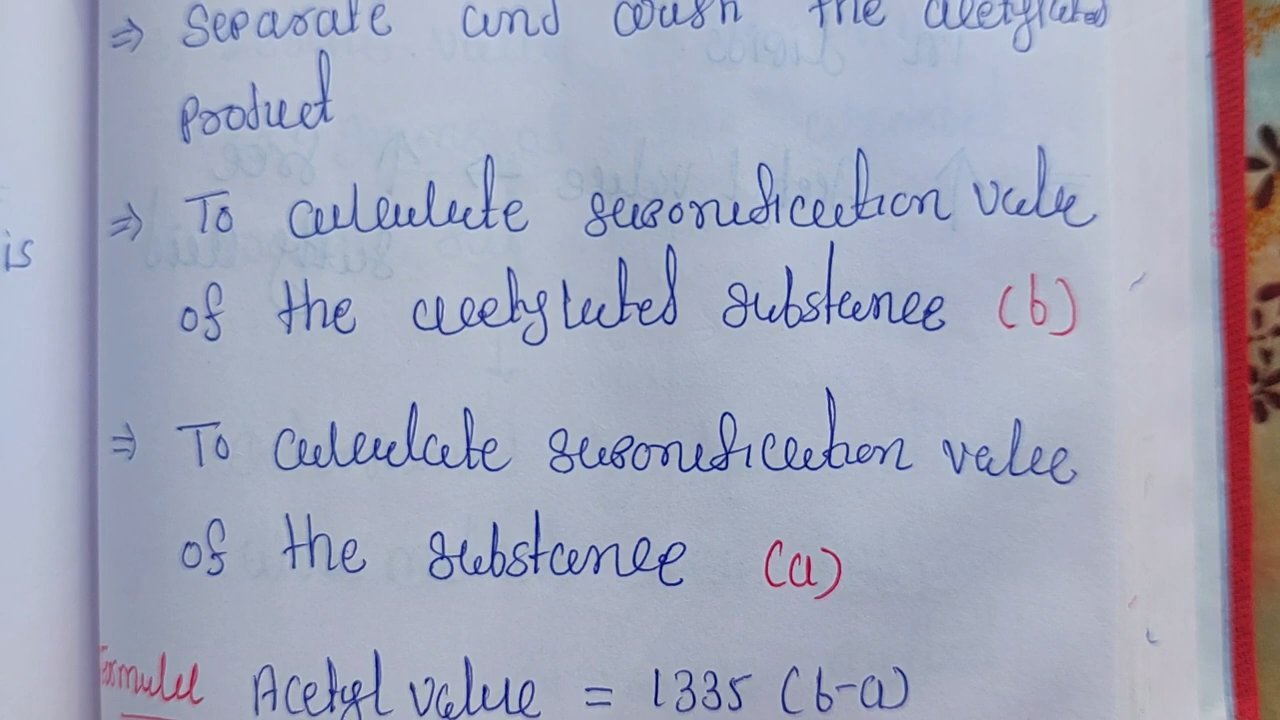 ⇒ Separate and wash the acetylated
product
⇒ To calculate saponification value
of the acetylated substance (b)
is
⇒ To calculate saponification value
of the substance (a)
Formula Acetyl value = 1335 (b-a)